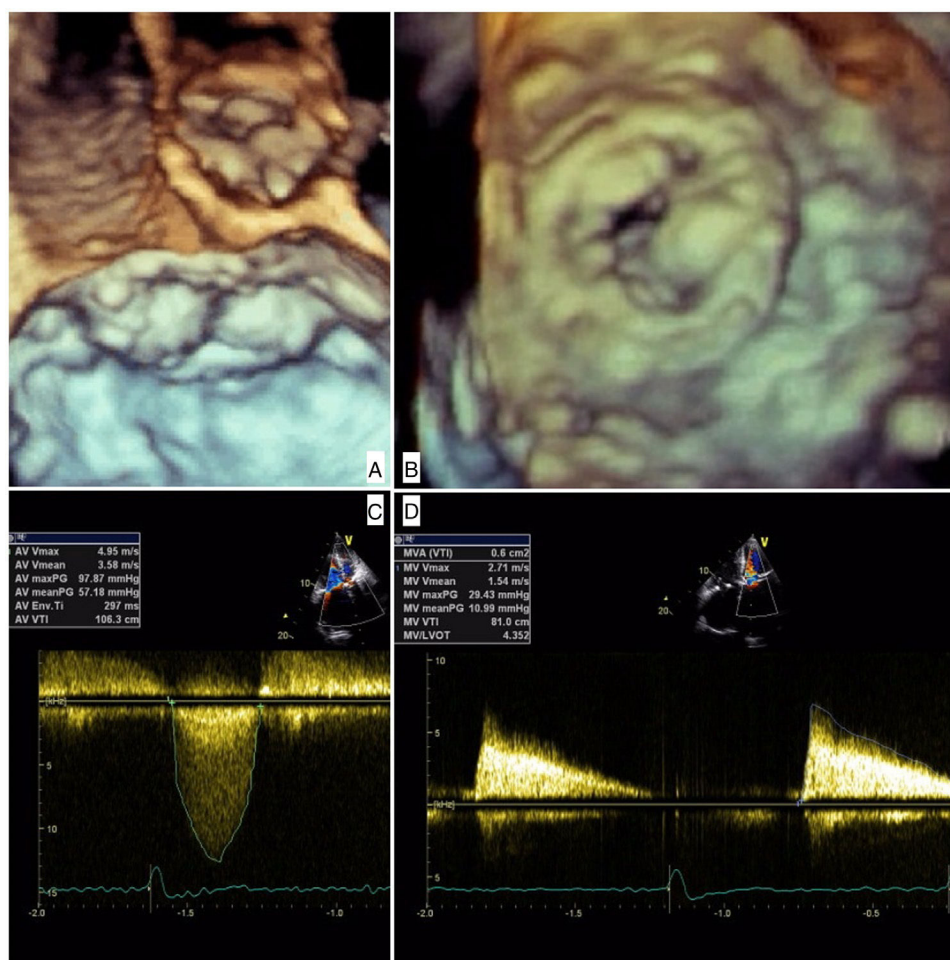 A
B
C
AV Vmax 4.95 m/s
AV Vmean 3.58 m/s
AV maxPG 97.87 mmHg
AV meanPG 57.18 mmHg
AV Env.Ti 297 ms
AV VTI 106.3 cm
V
10
20
[kHz]
5
10
15
-2.0
-1.5
-1.0
D
MVA (VTI) 0.6 cm2
1 MV Vmax 2.71 m/s
MV Vmean 1.54 m/s
MV maxPG 29.43 mmHg
MV meanPG 10.99 mmHg
MV VTI 81.0 cm
MV/LVOT 4.352
V
10
20
10
5
[kHz]
5
-2.0
-1.5
-1.0
-0.5